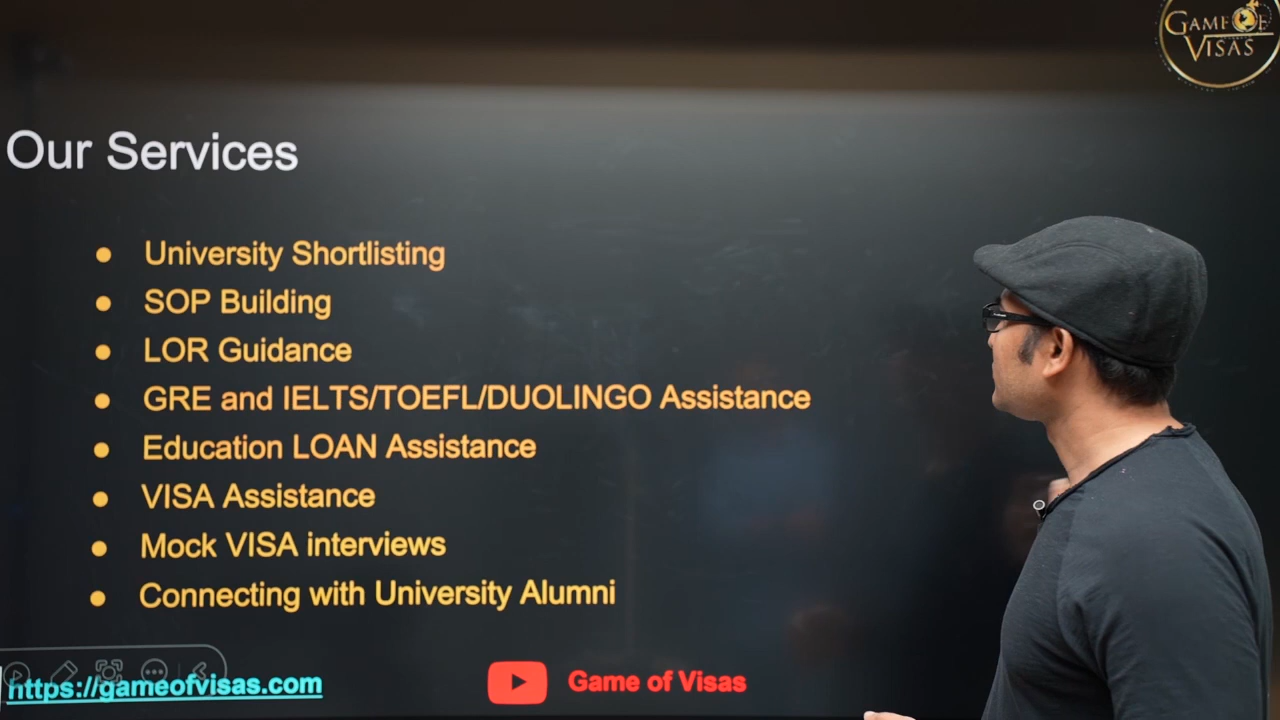 GAME OF
VISAS
Our Services
University Shortlisting
SOP Building
LOR Guidance
GRE and IELTS/TOEFL/DUOLINGO Assistance
Education LOAN Assistance
VISA Assistance
Mock VISA interviews
Connecting with University Alumni
https://gameofvisas.com
Game of Visas